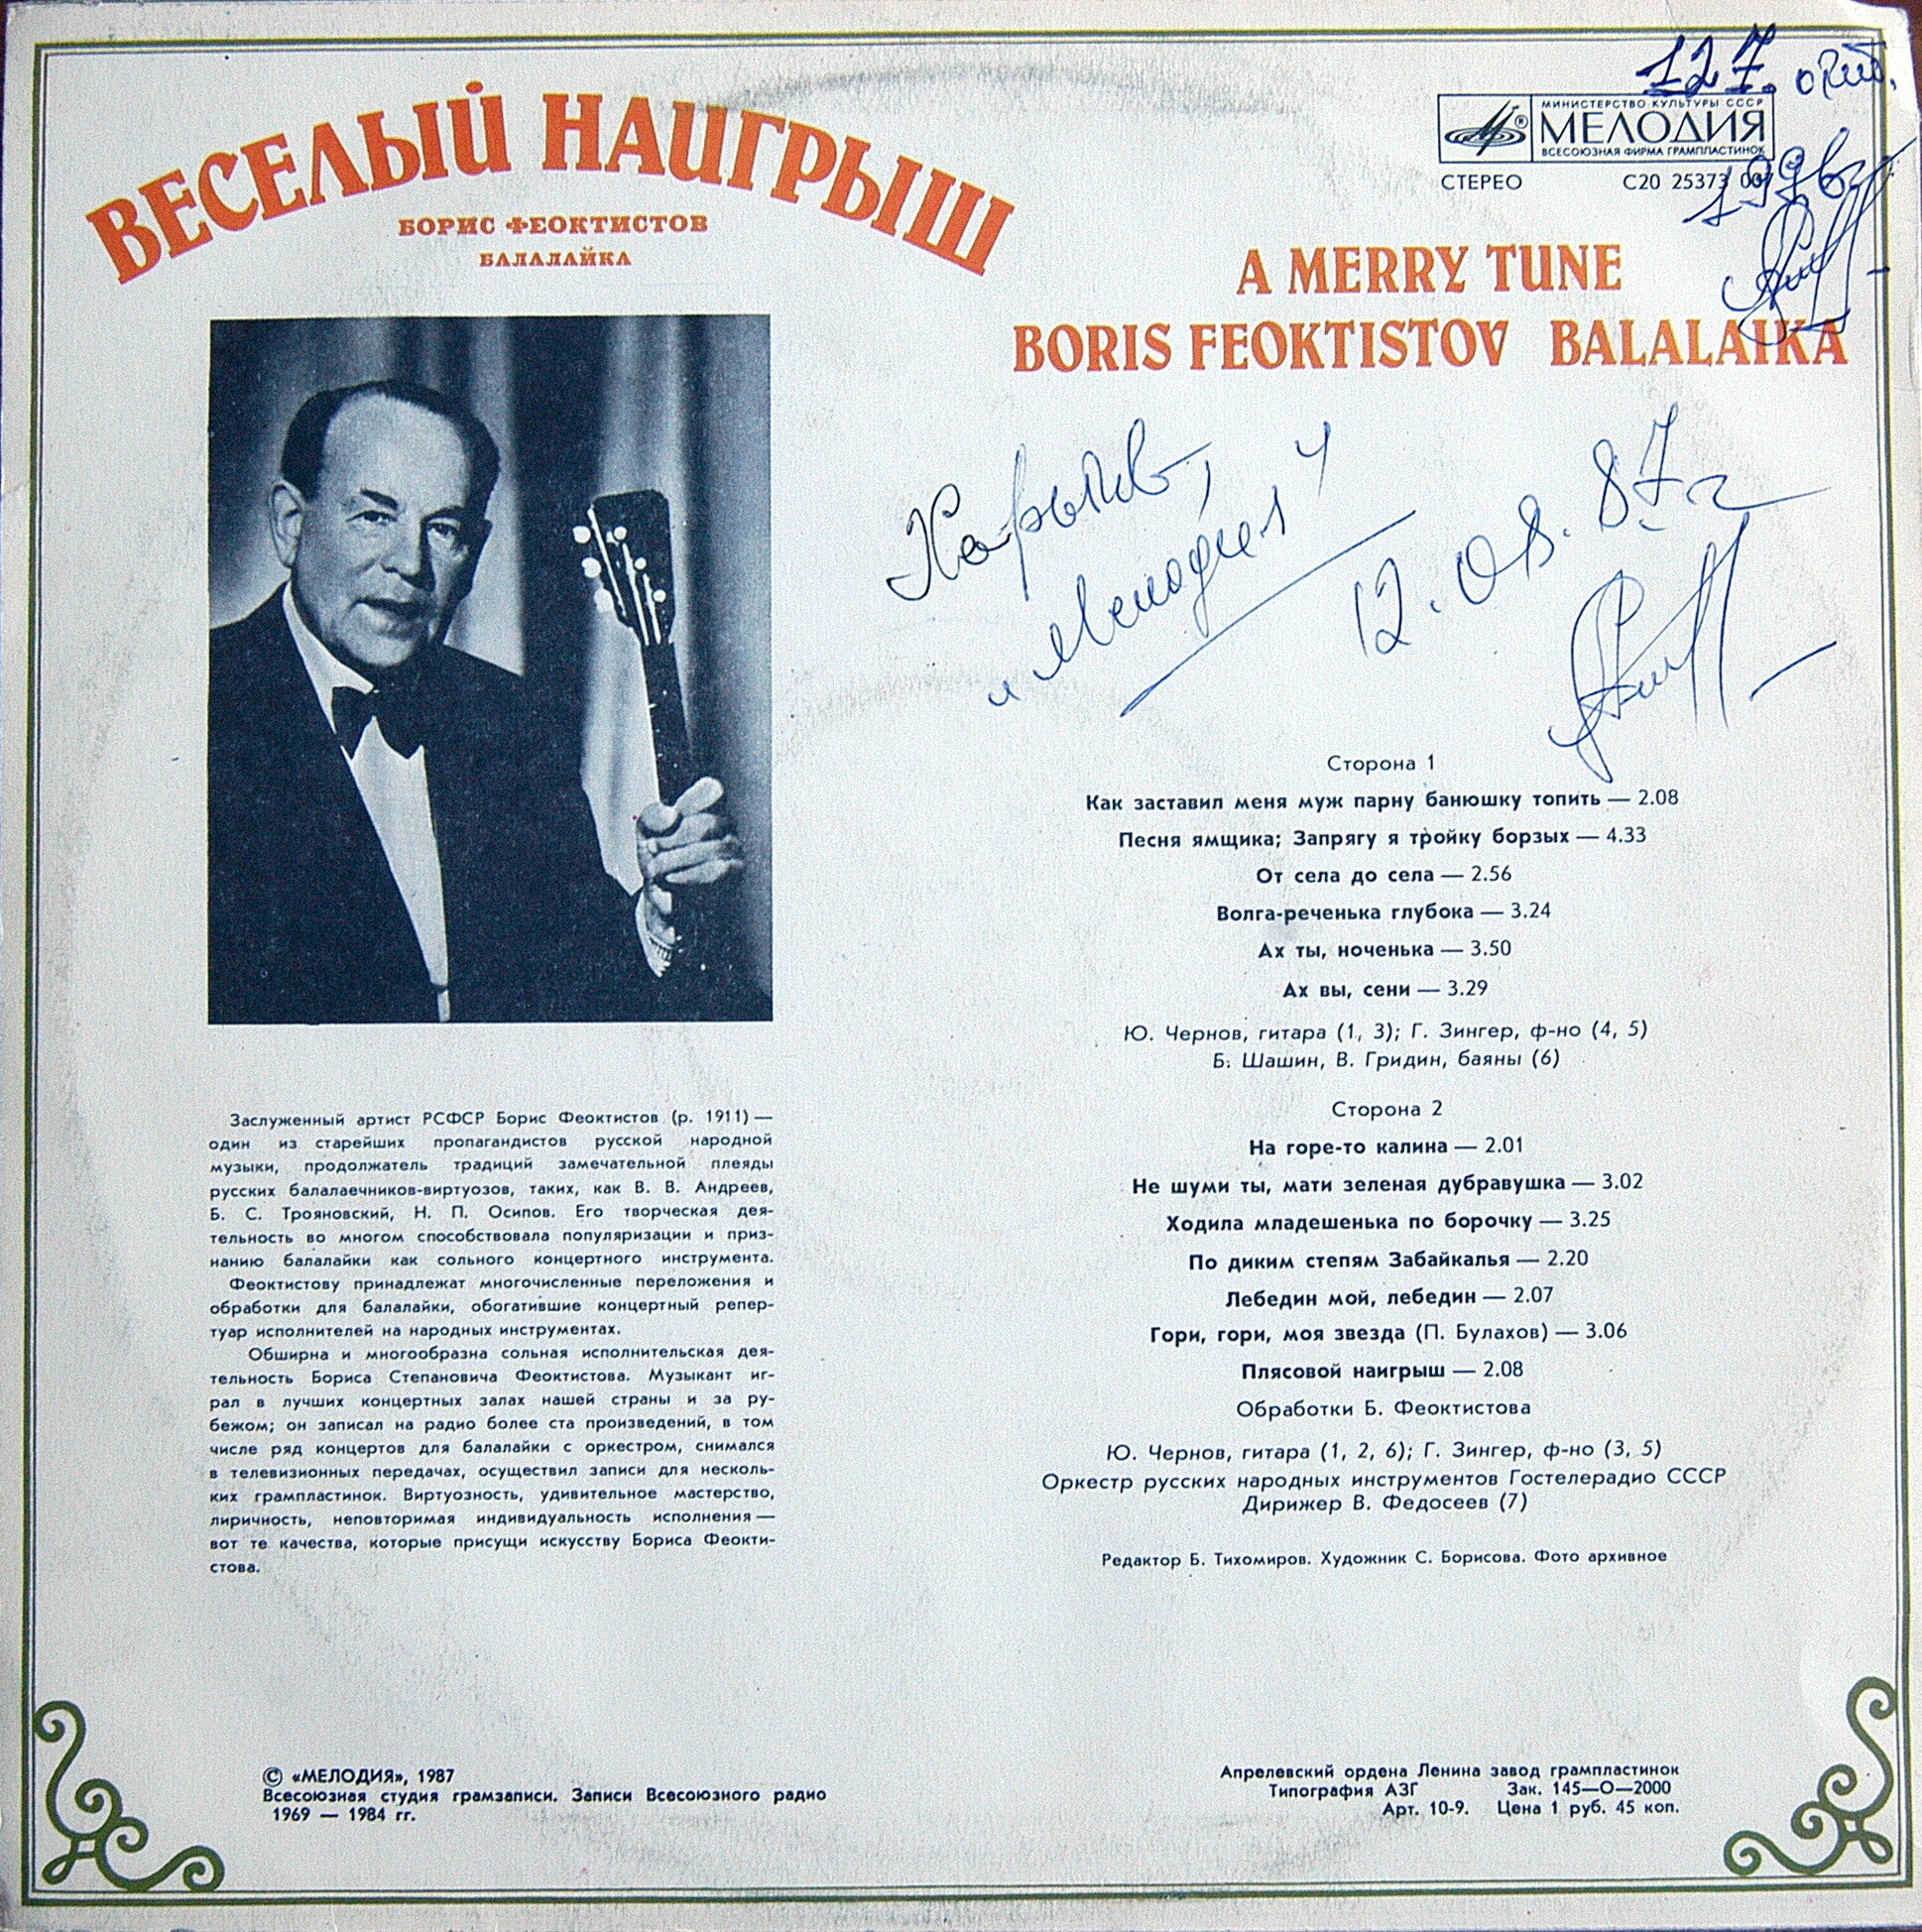 ВЕСЕЛЫЙ НАИГРЫШ
БОРИС ФЕОКТИСТОВ
БАЛАЛАЙКА
127.
МИНИСТЕРСТВО КУЛЬТУРЫ СССР
МЕЛОДИЯ
ВСЕСОЮЗНАЯ ФИРМА ГРАМПЛАСТИНОК
СТЕРЕО С20 25373 007
A MERRY TUNE
BORIS FEOKTISTOV BALALAIKA
„Мелодия"
12.08.87г
Сторона 1
Как заставил меня муж парну банюшку топить — 2.08
Песня ямщика; Запрягу я тройку борзых — 4.33
От села до села — 2.56
Волга-реченька глубока — 3.24
Ах ты, ноченька — 3.50
Ах вы, сени — 3.29
Ю. Чернов, гитара (1, 3); Г. Зингер, ф-но (4, 5)
Б. Шашин, В. Гридин, баяны (6)
Сторона 2
На горе-то калина — 2.01
Не шуми ты, мати зеленая дубравушка — 3.02
Ходила младешенька по борочку — 3.25
По диким степям Забайкалья — 2.20
Лебедин мой, лебедин — 2.07
Гори, гори, моя звезда (П. Булахов) — 3.06
Плясовой наигрыш — 2.08
Обработки Б. Феоктистова
Ю. Чернов, гитара (1, 2, 6); Г. Зингер, ф-но (3, 5)
Оркестр русских народных инструментов Гостелерадио СССР
Дирижер В. Федосеев (7)
Редактор Б. Тихомиров. Художник С. Борисова. Фото архивное
Заслуженный артист РСФСР Борис Феоктистов (р. 1911) —
один из старейших пропагандистов русской народной
музыки, продолжатель традиций замечательной плеяды
русских балалаечников-виртуозов, таких, как В. В. Андреев,
Б. С. Трояновский, Н. П. Осипов. Его творческая дея-
тельность во многом способствовала популяризации и приз-
нанию балалайки как сольного концертного инструмента.
Феоктистову принадлежат многочисленные переложения и
обработки для балалайки, обогатившие концертный репер-
туар исполнителей на народных инструментах.
Обширна и многообразна сольная исполнительская дея-
тельность Бориса Степановича Феоктистова. Музыкант иг-
рал в лучших концертных залах нашей страны и за ру-
бежом; он записал на радио более ста произведений, в том
числе ряд концертов для балалайки с оркестром, снимался
в телевизионных передачах, осуществил записи для несколь-
ких грампластинок. Виртуозность, удивительное мастерство,
лиричность, неповторимая индивидуальность исполнения —
вот те качества, которые присущи искусству Бориса Феокти-
стова.
© «МЕЛОДИЯ», 1987
Всесоюзная студия грамзаписи. Записи Всесоюзного радио
1969 — 1984 гг.
Апрелевский ордена Ленина завод грампластинок
Типография АЗГ Зак. 145—О—2000
Арт. 10-9. Цена 1 руб. 45 коп.